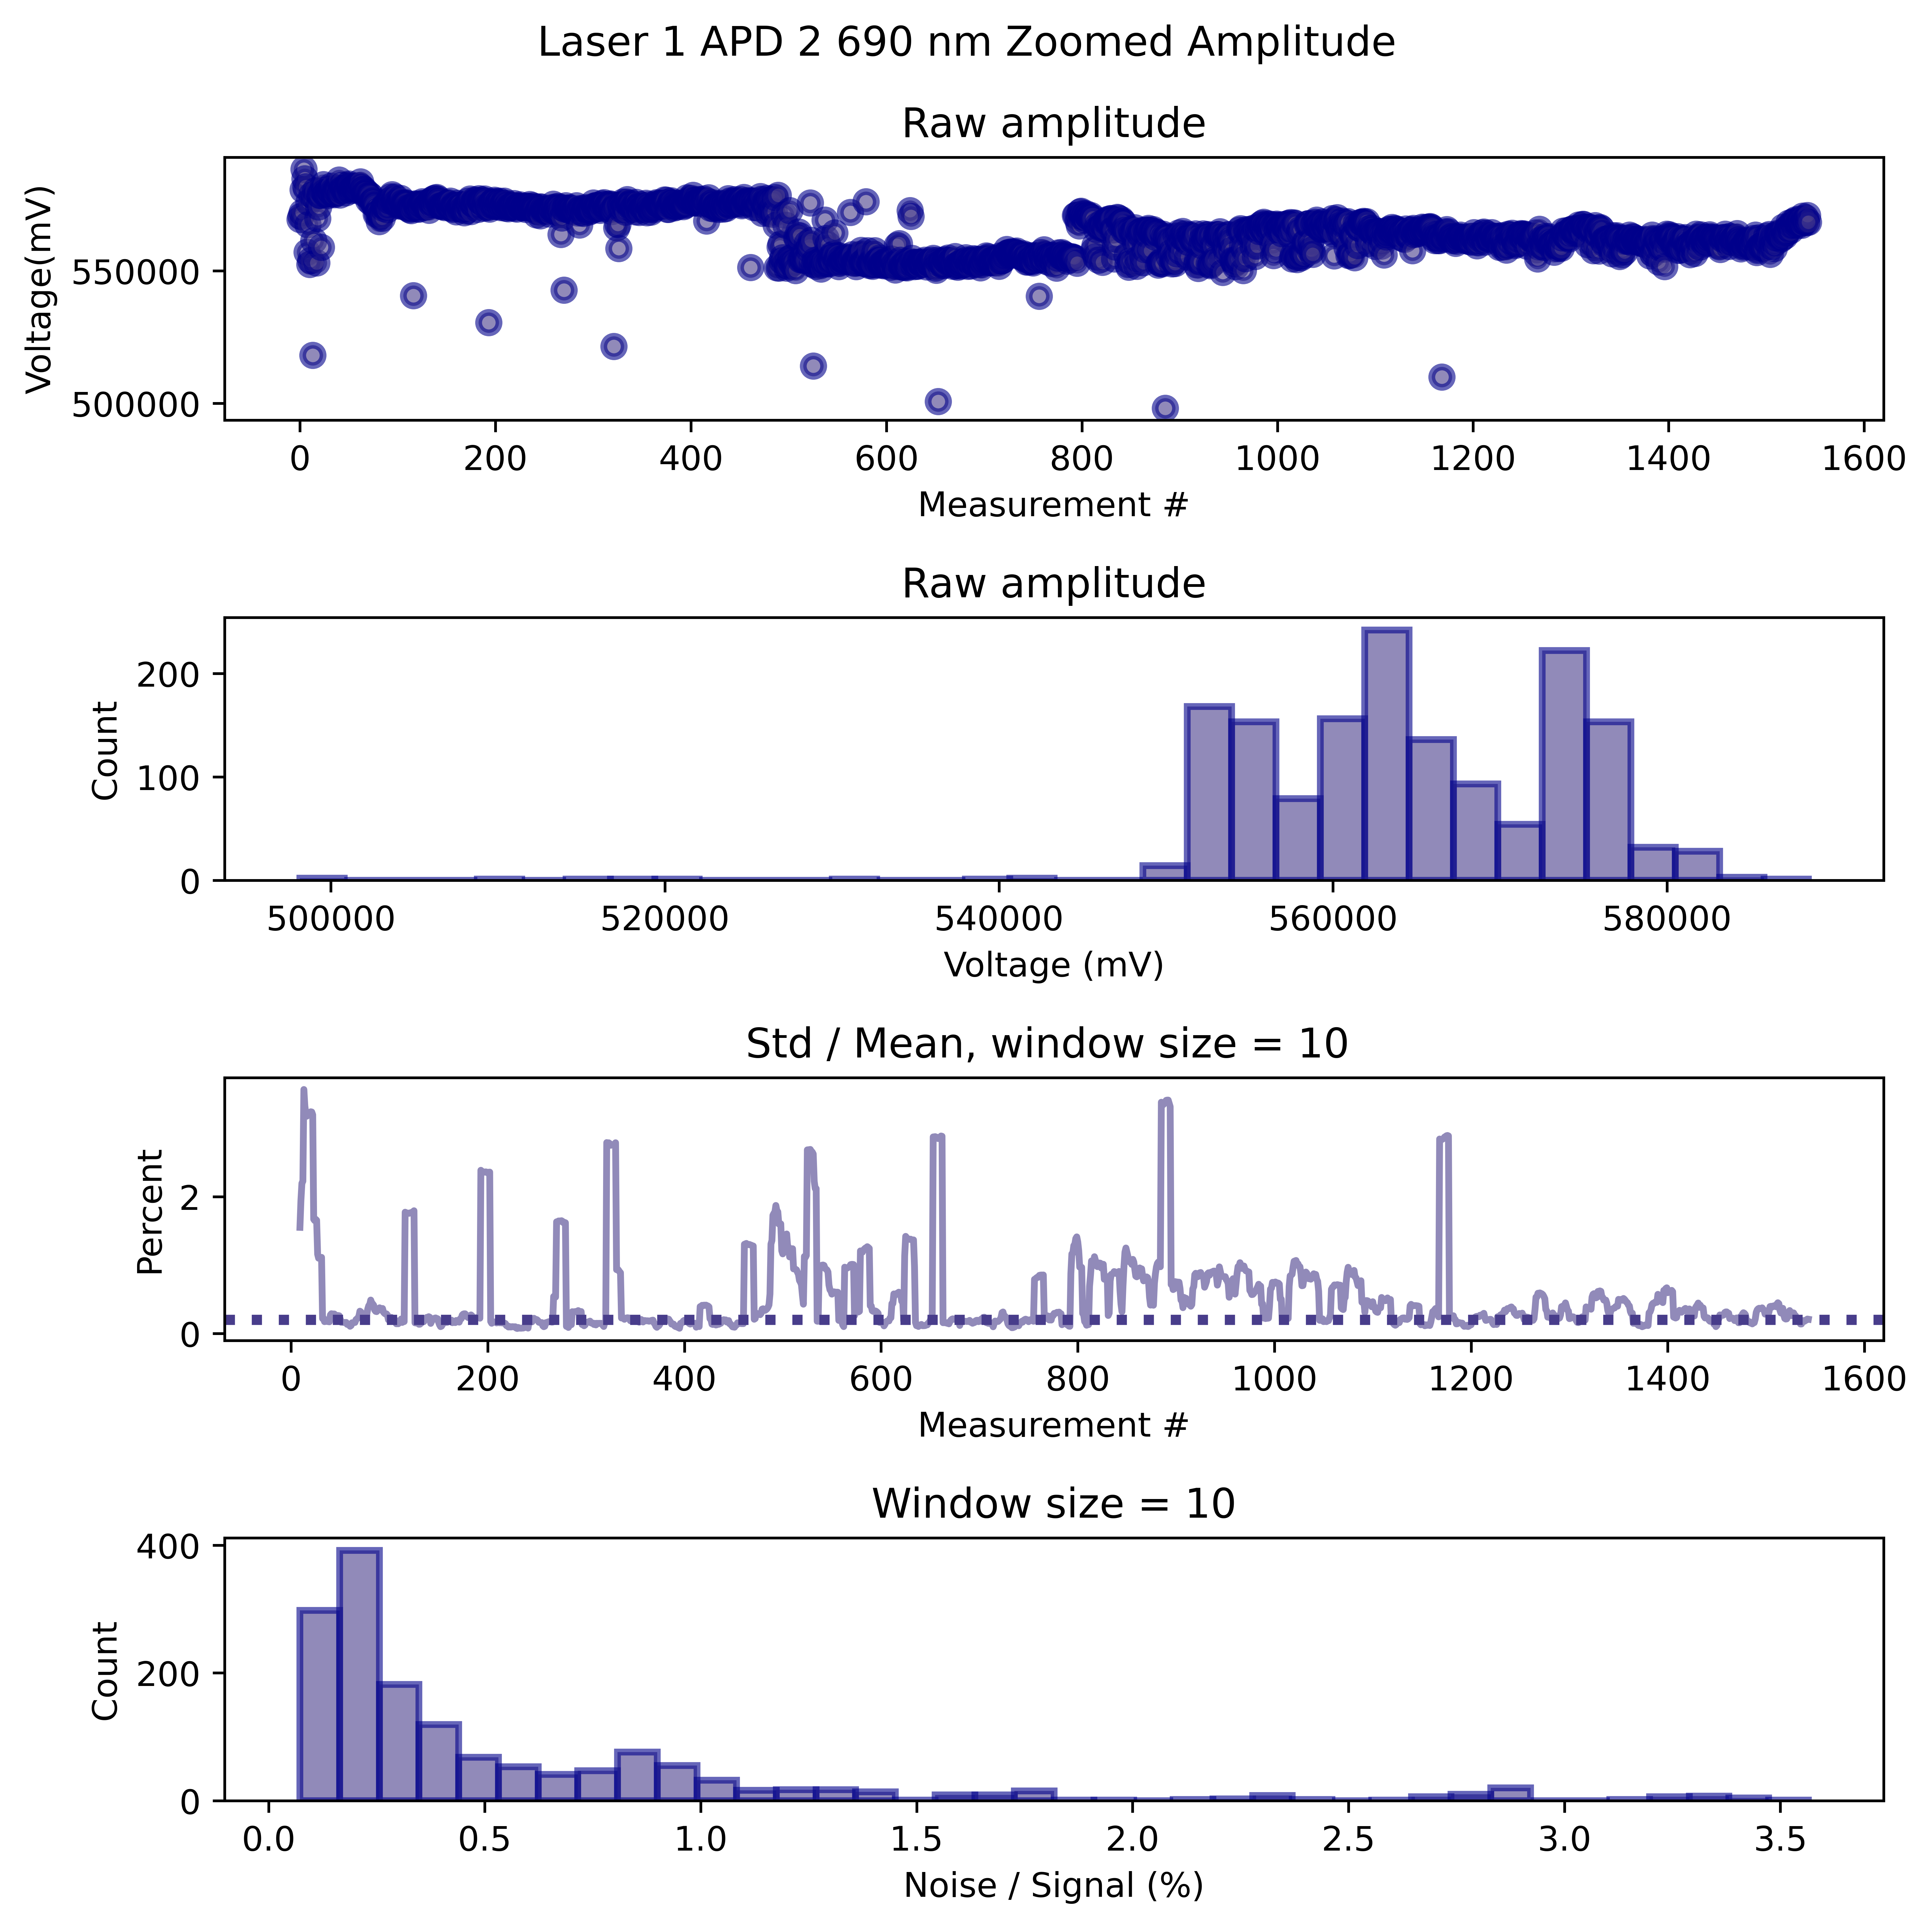 Laser 1 APD 2 690 nm Zoomed Amplitude
Raw amplitude
Voltage(mV)
550000
500000
0 200 400 600 800 1000 1200 1400 1600
Measurement #
Raw amplitude
Count
200
100
0
500000 520000 540000 560000 580000
Voltage (mV)
Std / Mean, window size = 10
Percent
2
0
0 200 400 600 800 1000 1200 1400 1600
Measurement #
Window size = 10
Count
400
200
0
0.0 0.5 1.0 1.5 2.0 2.5 3.0 3.5
Noise / Signal (%)